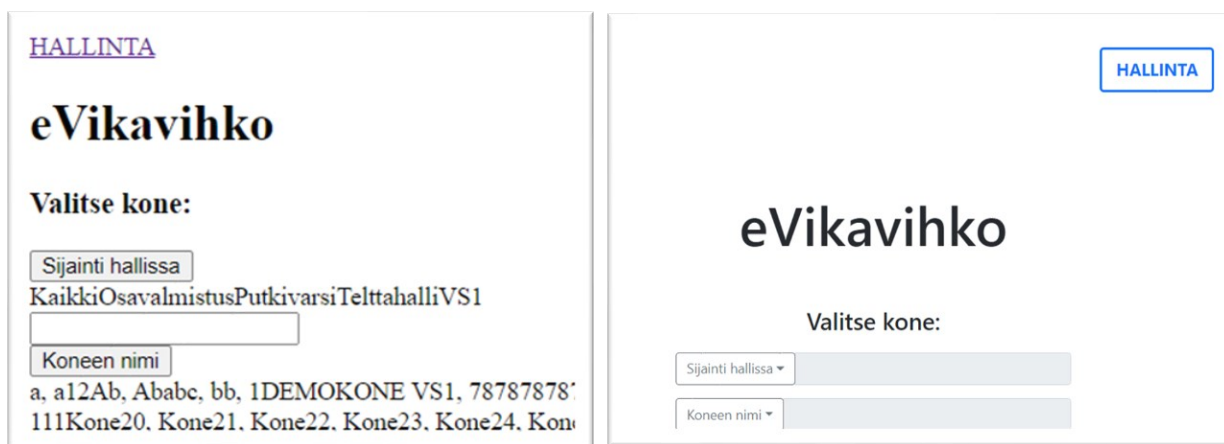 HALLINTA
eVikavihko
Valitse kone:
Sijainti hallissa
KaikkiOsavalmistusPutkivarsiTelttahalliVS1
Koneen nimi
a, a12Ab, Ababc, bb, 1DEMOKONE VS1,
111Kone20, Kone21, Kone22, Kone23, Kone24,
HALLINTA
eVikavihko
Valitse kone:
Sijainti hallissa
Koneen nimi